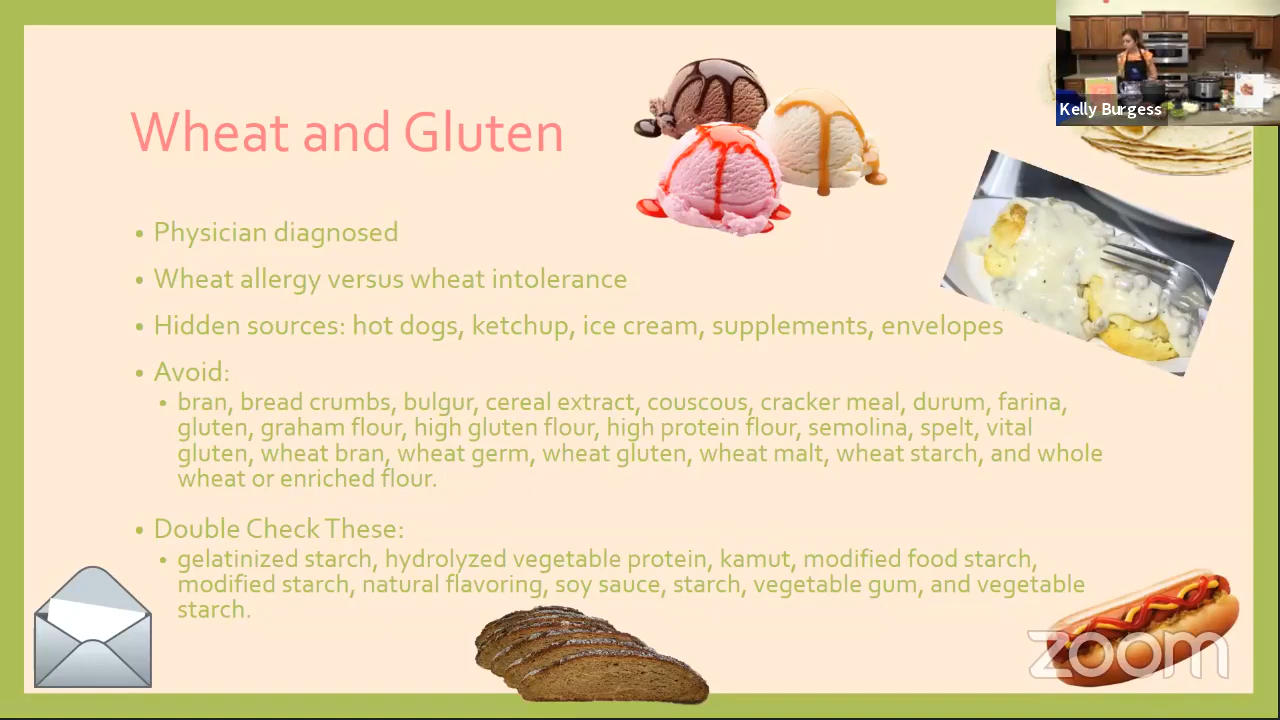 Kelly Burgess
Wheat and Gluten
• Physician diagnosed
• Wheat allergy versus wheat intolerance
• Hidden sources: hot dogs, ketchup, ice cream, supplements, envelopes
• Avoid:
• bran, bread crumbs, bulgur, cereal extract, couscous, cracker meal, durum, farina,
gluten, graham flour, high gluten flour, high protein flour, semolina, spelt, vital
gluten, wheat bran, wheat germ, wheat gluten, wheat malt, wheat starch, and whole
wheat or enriched flour.
• Double Check These:
• gelatinized starch, hydrolyzed vegetable protein, kamut, modified food starch,
modified starch, natural flavoring, soy sauce, starch, vegetable gum, and vegetable
starch.
zoom